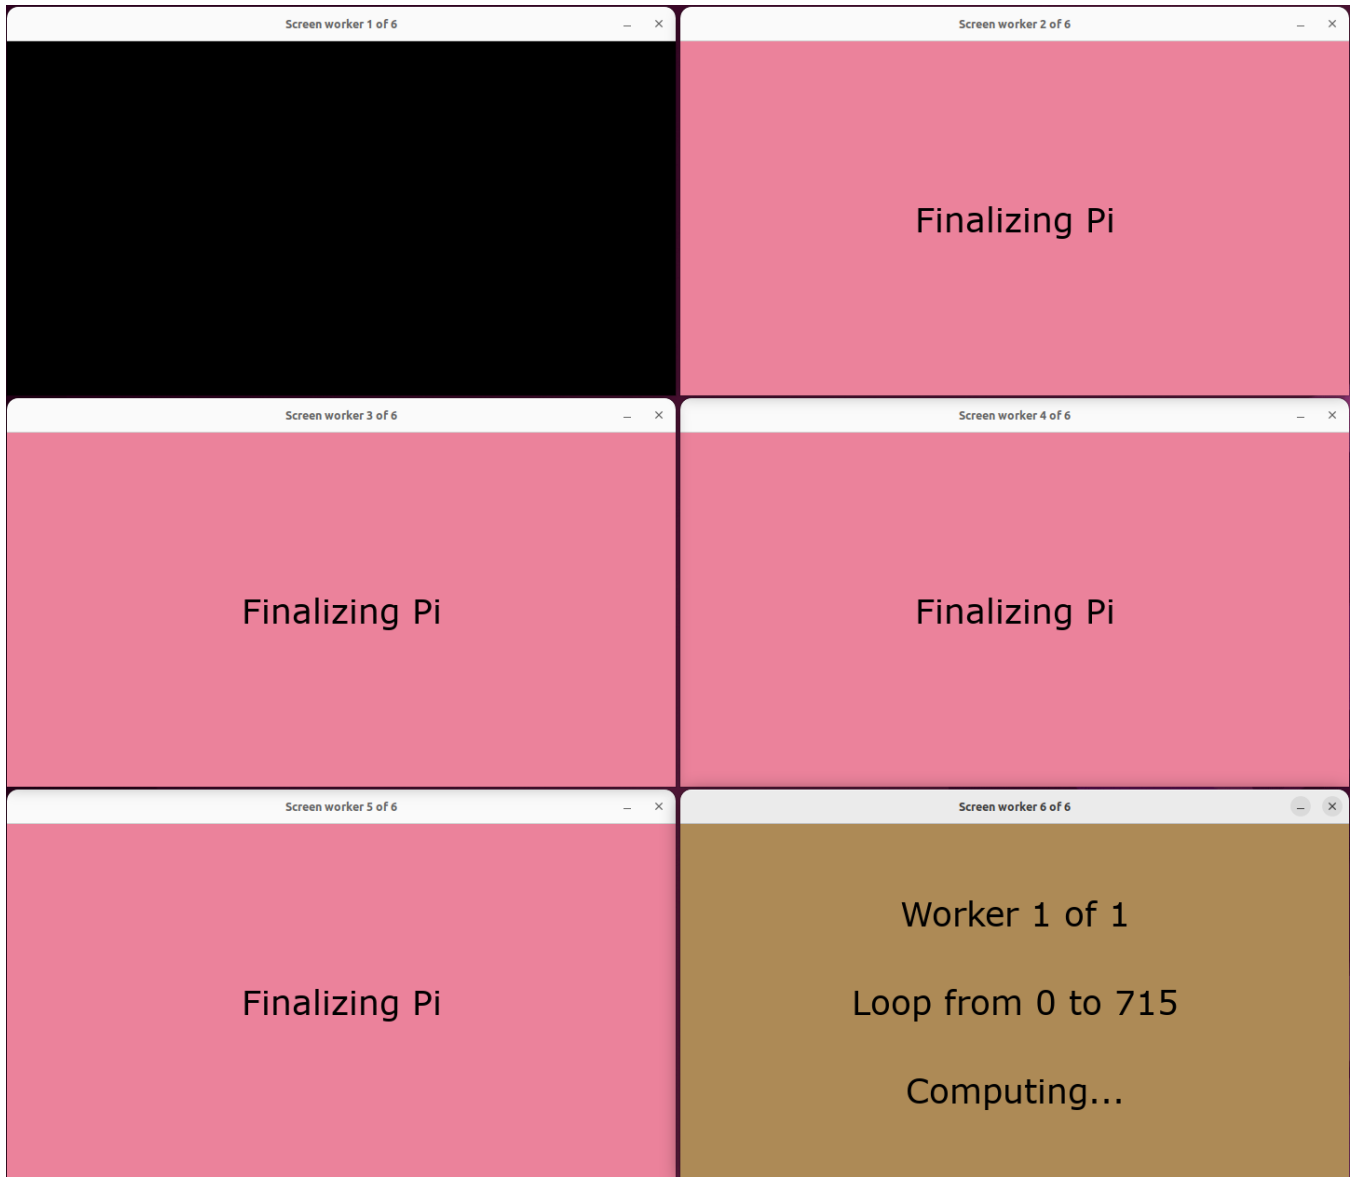 Screen worker 1 of 6
Screen worker 2 of 6
Finalizing Pi
Screen worker 3 of 6
Finalizing Pi
Screen worker 4 of 6
Finalizing Pi
Screen worker 5 of 6
Finalizing Pi
Screen worker 6 of 6
Worker 1 of 1
Loop from 0 to 715
Computing...